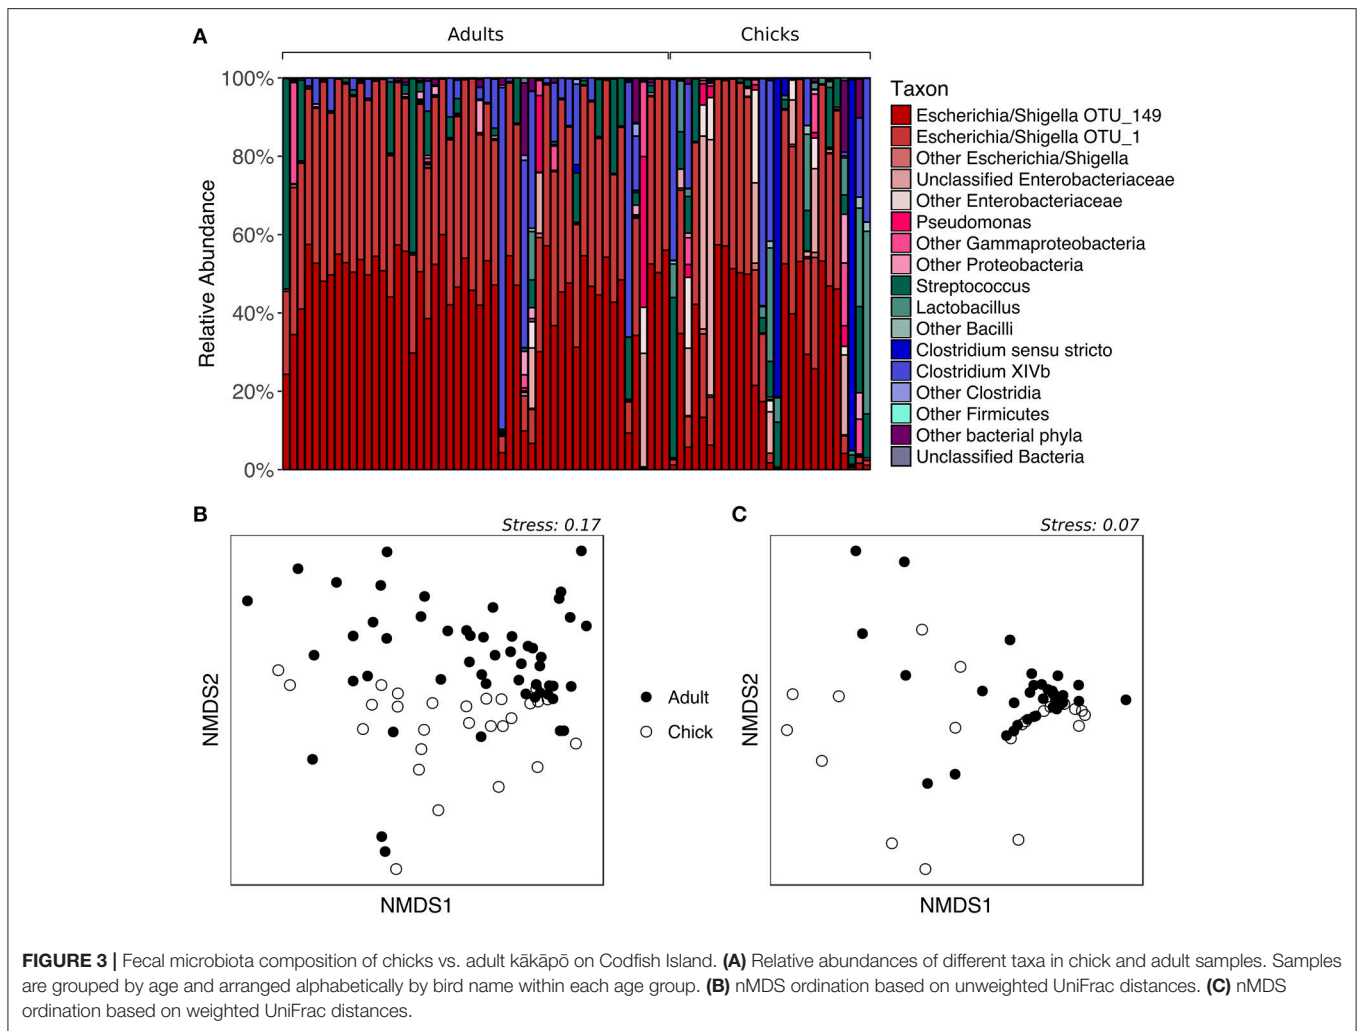 A
Adults Chicks
100%
80%
60%
40%
20%
0%
Relative Abundance
Taxon
Escherichia/Shigella OTU_149
Escherichia/Shigella OTU_1
Other Escherichia/Shigella
Unclassified Enterobacteriaceae
Other Enterobacteriaceae
Pseudomonas
Other Gammaproteobacteria
Other Proteobacteria
Streptococcus
Lactobacillus
Other Bacilli
Clostridium sensu stricto
Clostridium XIVb
Other Clostridia
Other Firmicutes
Other bacterial phyla
Unclassified Bacteria
B
Stress: 0.17
NMDS2
NMDS1
Adult
Chick
C
Stress: 0.07
NMDS2
NMDS1
FIGURE 3 | Fecal microbiota composition of chicks vs. adult kākāpō on Codfish Island. (A) Relative abundances of different taxa in chick and adult samples. Samples
are grouped by age and arranged alphabetically by bird name within each age group. (B) nMDS ordination based on unweighted UniFrac distances. (C) nMDS
ordination based on weighted UniFrac distances.